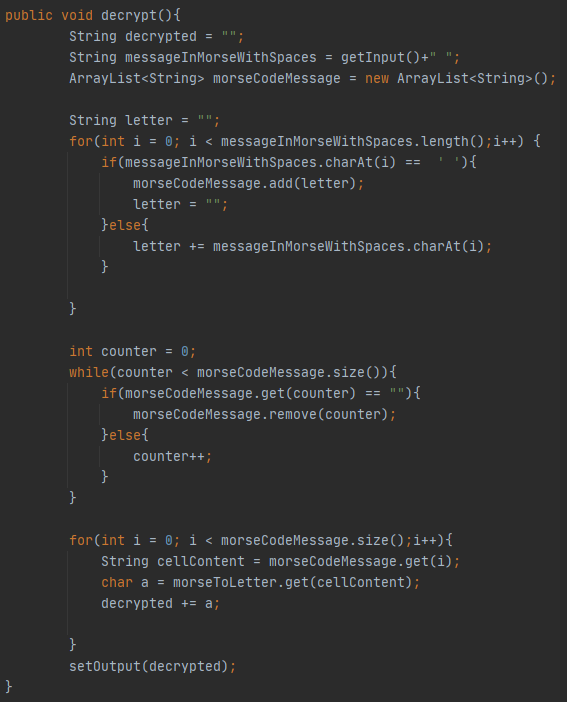 public void decrypt(){
        String decrypted = "";
        String messageInMorseWithSpaces = getInput()+" ";
        ArrayList<String> morseCodeMessage = new ArrayList<String>();

        String letter = "";
        for(int i = 0; i < messageInMorseWithSpaces.length();i++) {
            if(messageInMorseWithSpaces.charAt(i) ==  ' '){
                morseCodeMessage.add(letter);
                letter = "";
            }else{
                letter += messageInMorseWithSpaces.charAt(i);
            }

        }

        int counter = 0;
        while(counter < morseCodeMessage.size()){
            if(morseCodeMessage.get(counter) == ""){
                morseCodeMessage.remove(counter);
            }else{
                counter++;
            }
        }

        for(int i = 0; i < morseCodeMessage.size();i++){
            String cellContent = morseCodeMessage.get(i);
            char a = morseToLetter.get(cellContent);
            decrypted += a;

        }
        setOutput(decrypted);
}